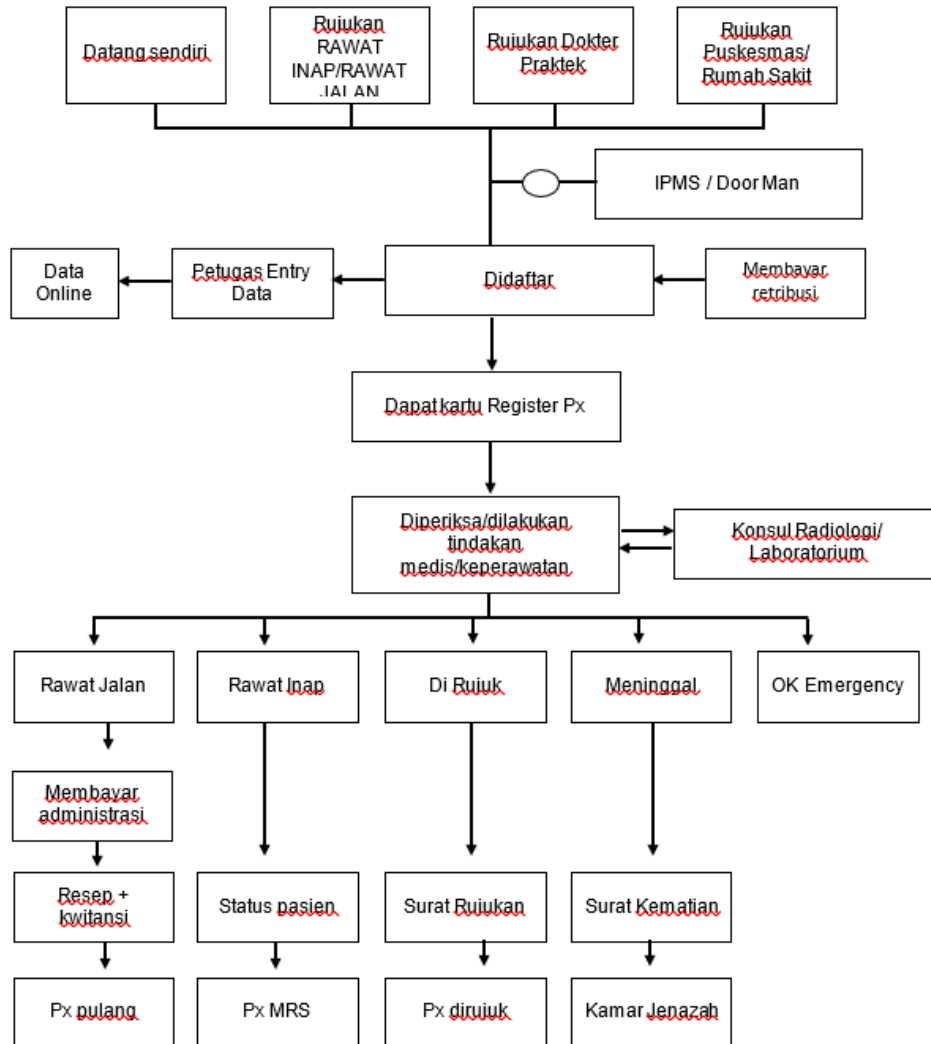 Datang sendiri
Rujukan
RAWAT
INAP/RAWAT
JALAN
Rujukan Dokter
Praktek
Rujukan
Puskesmas/
Rumah Sakit
IPMS / Door Man
Data
Online
Petugas Entry
Data
Didaftar
Membayar
retribusi
Dapat kartu Register Px
Diperiksa/dilakukan
tindakan
medis/keperawatan
Konsul Radiologi/
Laboratorium
Rawat Jalan
Rawat Inap
Di Rujuk
Meninggal
OK Emergency
Membayar
administrasi
Resep +
kwitansi
Status pasien
Surat Rujukan
Surat Kematian
Px pulang
Px MRS
Px dirujuk
Kamar Jenazah